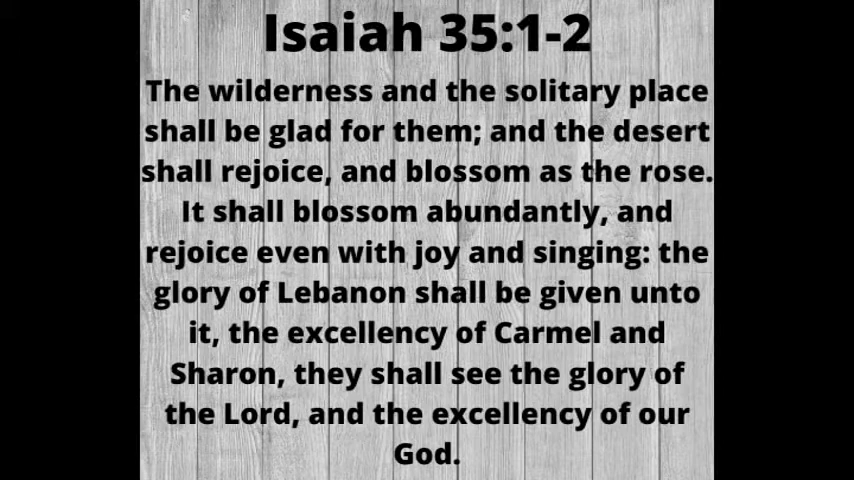 Isaiah 35:1-2
The wilderness and the solitary place
shall be glad for them; and the desert
shall rejoice, and blossom as the rose.
It shall blossom abundantly, and
rejoice even with joy and singing: the
glory of Lebanon shall be given unto
it, the excellency of Carmel and
Sharon, they shall see the glory of
the Lord, and the excellency of our
God.